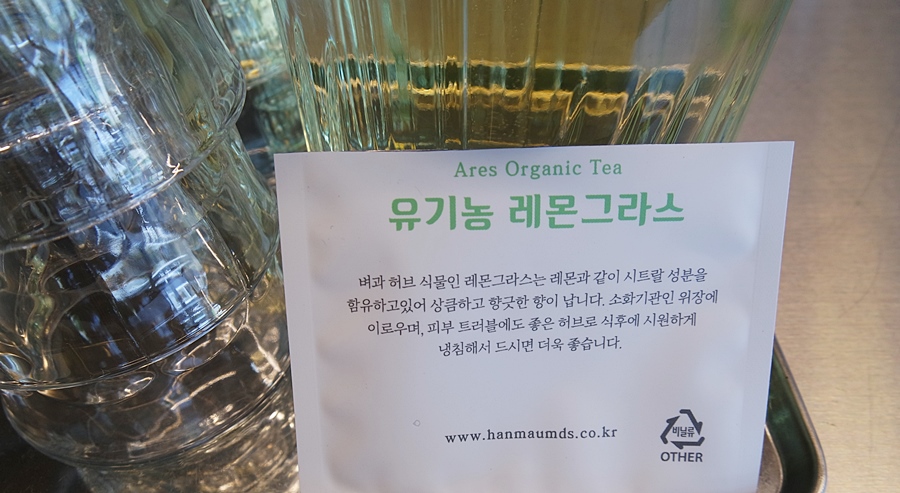 Ares Organic Tea
유기농 레몬그라스
벼과 허브 식물인 레몬그라스는 레몬과 같이 시트랄 성분을
함유하고있어 상큼하고 향긋한 향이 납니다. 소화기관인 위장에
이로우며, 피부 트러블에도 좋은 허브로 식후에 시원하게
냉침해서 드시면 더욱 좋습니다.
www.hanmaumds.co.kr
비닐류
OTHER